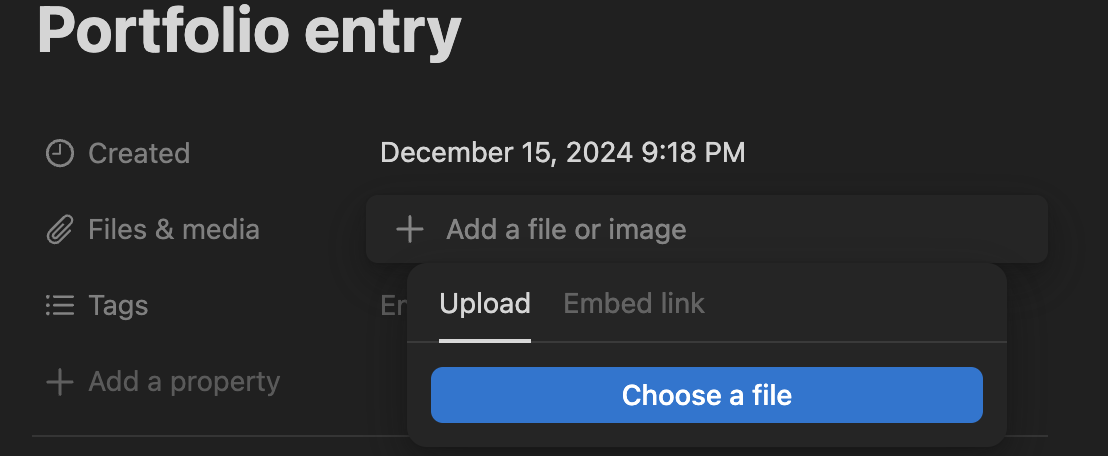 Portfolio entry
Created December 15, 2024 9:18 PM
Files & media Add a file or image
Tags
Upload Embed link
Add a property
Choose a file